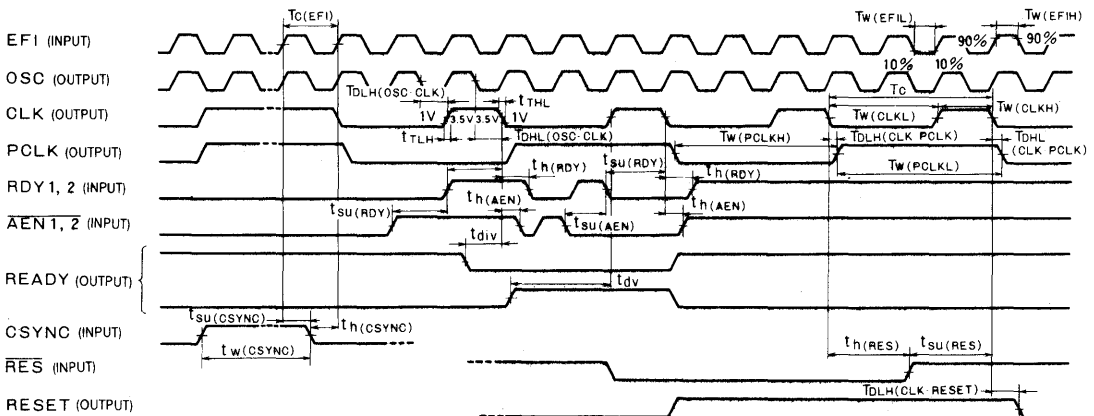 TC(EFI) TW(EFIL) TW(EFIH)
EFI (INPUT) 90% 90%
10% 10%
OSC (OUTPUT)
TDLH(OSC-CLK) tTHL TC
CLK (OUTPUT) 1V 3.5V 3.5V 1V TW(CLKL) TW(CLKH)
tTLH TDHL(OSC-CLK) TW(PCLKH) TDLH(CLK PCLK) TDHL (CLK PCLK)
PCLK (OUTPUT)
th(RDY) tsu(RDY) th(RDY) TW(PCLKL)
RDY1, 2 (INPUT)
tsu(RDY) th(AEN) th(AEN)
AEN1, 2 (INPUT) tsu(AEN)
tdiv
READY (OUTPUT)
tdv
tsu(CSYNC)
CSYNC (INPUT) th(CSYNC)
tw(CSYNC) th(RES) tsu(RES)
RES (INPUT)
TDLH(CLK-RESET)
RESET (OUTPUT)